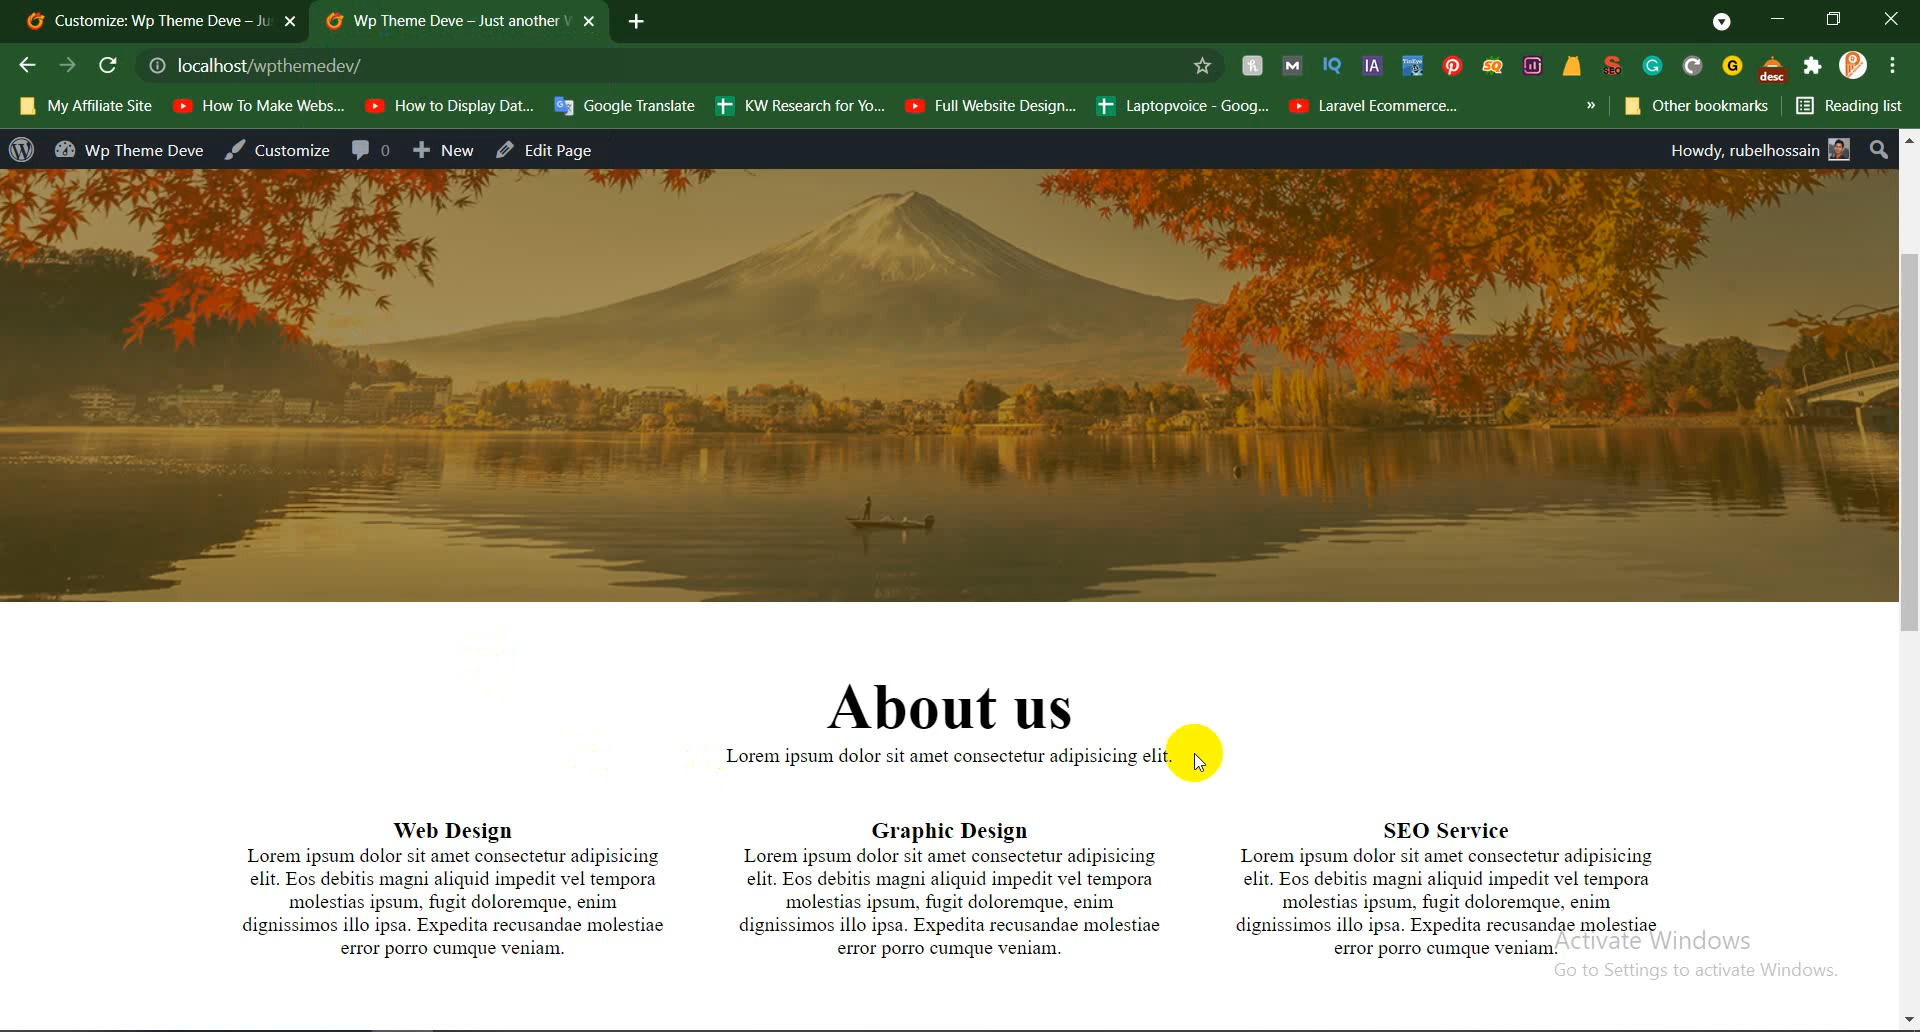 Customize: Wp Theme Deve – Ju
Wp Theme Deve – Just another W
localhost/wpthemedev/
IQ
IA
TinEye
SEO
G
desc
My Affiliate Site
How To Make Webs...
How to Display Dat...
Google Translate
KW Research for Yo...
Full Website Design...
Laptopvoice - Goog...
Laravel Ecommerce...
»
Other bookmarks
Reading list
Wp Theme Deve
Customize
0
New
Edit Page
Howdy, rubelhossain
About us
Lorem ipsum dolor sit amet consectetur adipisicing elit.
Web Design
Lorem ipsum dolor sit amet consectetur adipisicing
elit. Eos debitis magni aliquid impedit vel tempora
molestias ipsum, fugit doloremque, enim
dignissimos illo ipsa. Expedita recusandae molestiae
error porro cumque veniam.
Graphic Design
Lorem ipsum dolor sit amet consectetur adipisicing
elit. Eos debitis magni aliquid impedit vel tempora
molestias ipsum, fugit doloremque, enim
dignissimos illo ipsa. Expedita recusandae molestiae
error porro cumque veniam.
SEO Service
Lorem ipsum dolor sit amet consectetur adipisicing
elit. Eos debitis magni aliquid impedit vel tempora
molestias ipsum, fugit doloremque, enim
dignissimos illo ipsa. Expedita recusandae molestiae
error porro cumque veniam.
Activate Windows
Go to Settings to activate Windows.